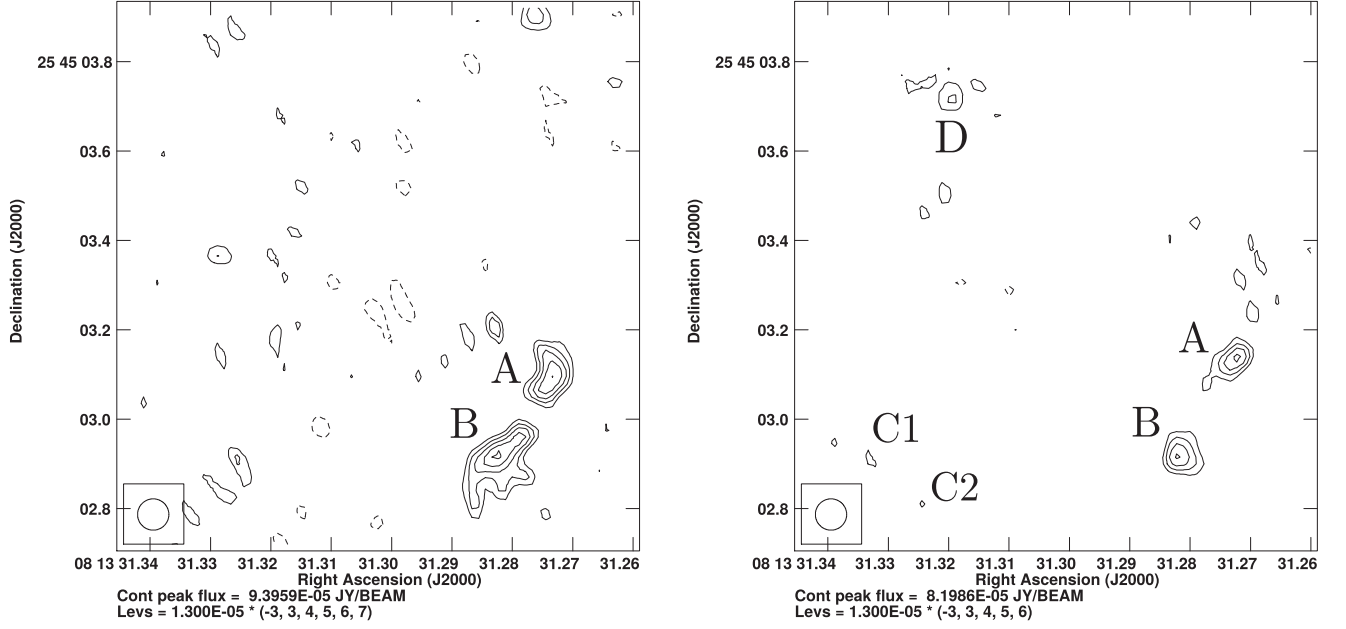 25 45 03.8
03.6
03.4
03.2
03.0
02.8
Declination (J2000)
A
B
08 13 31.34 31.33 31.32 31.31 31.30 31.29 31.28 31.27 31.26
Right Ascension (J2000)
Cont peak flux = 9.3959E-05 JY/BEAM
Levs = 1.300E-05 * (-3, 3, 4, 5, 6, 7)
25 45 03.8
03.6
03.4
03.2
03.0
02.8
Declination (J2000)
D
A
B
C1
C2
08 13 31.34 31.33 31.32 31.31 31.30 31.29 31.28 31.27 31.26
Right Ascension (J2000)
Cont peak flux = 8.1986E-05 JY/BEAM
Levs = 1.300E-05 * (-3, 3, 4, 5, 6)